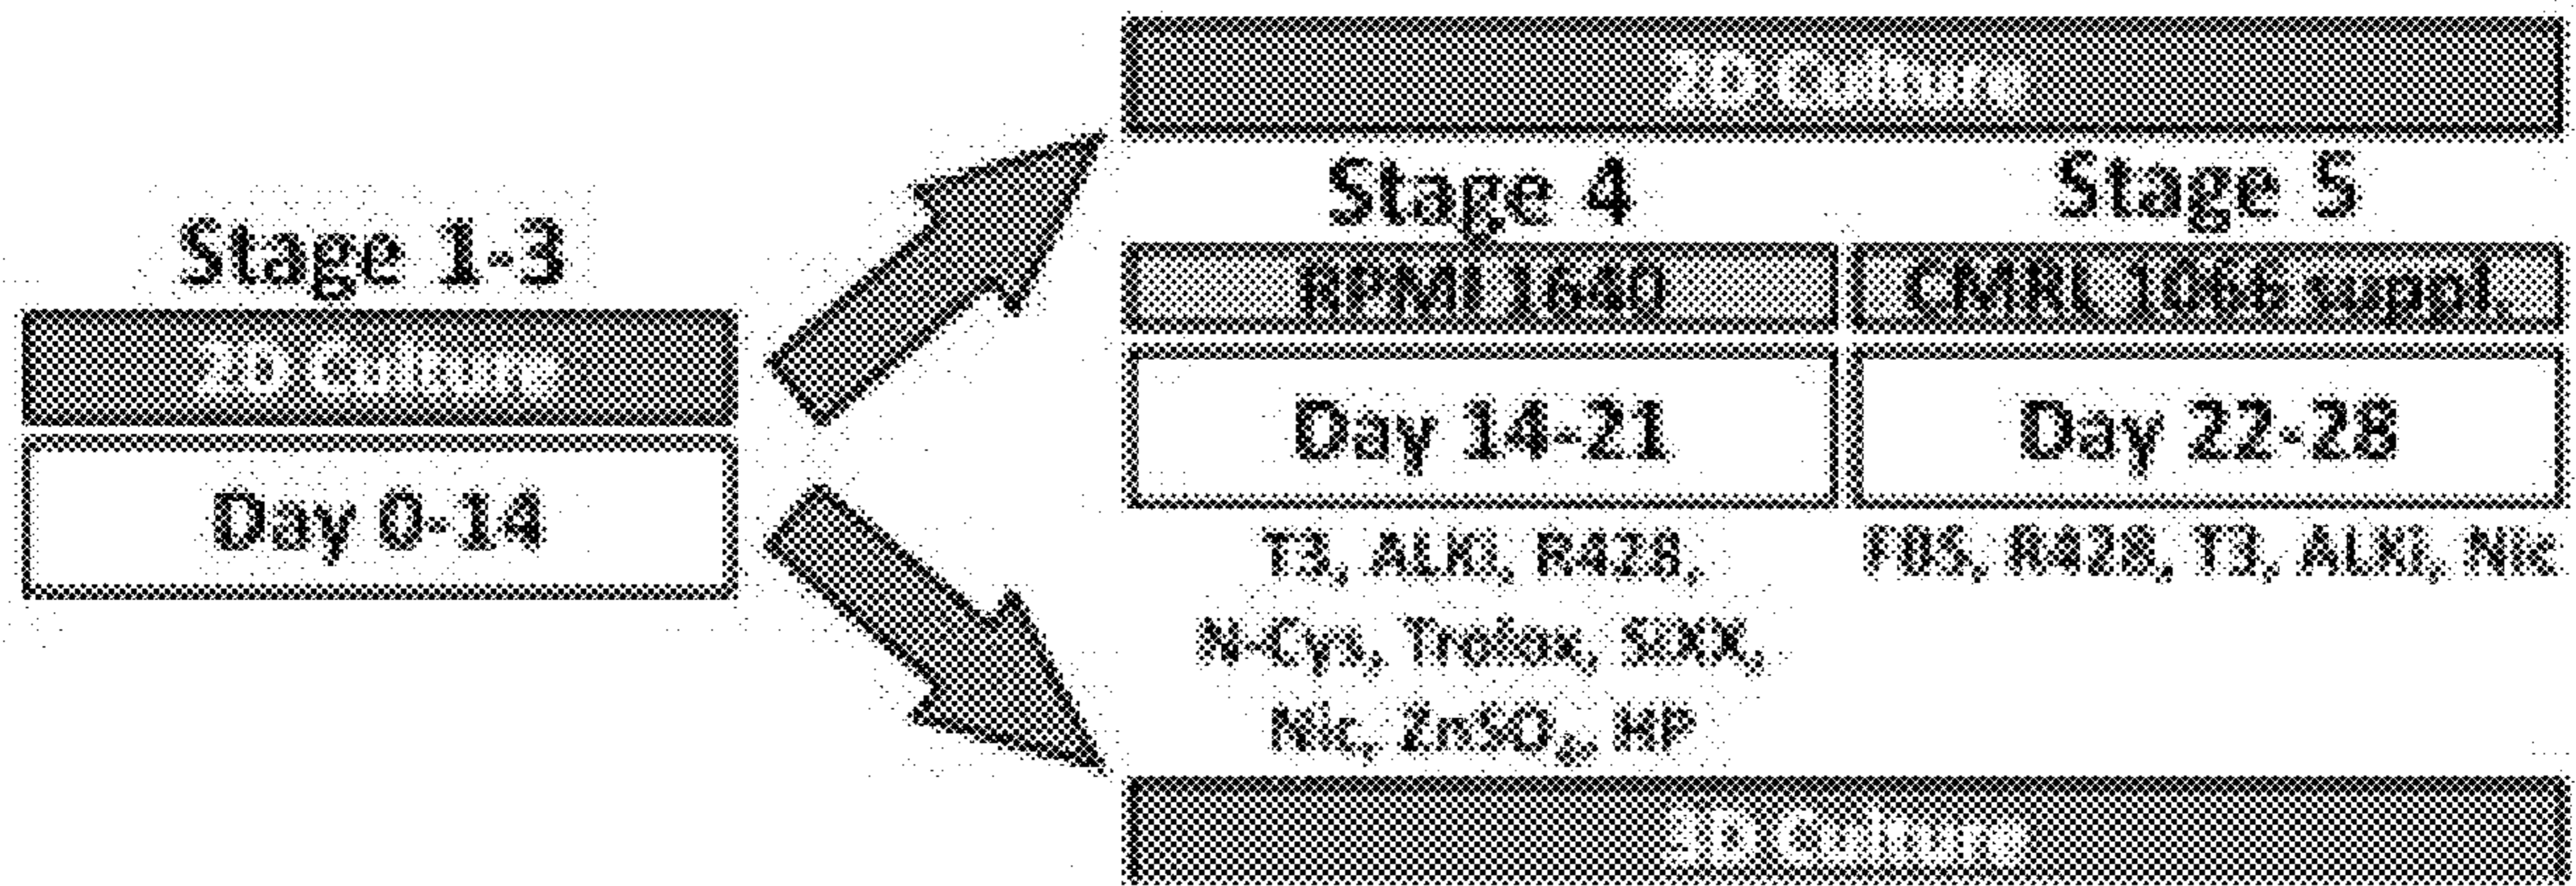 Stage 1-3
2D Culture
Day 0-14
2D Culture
Stage 4
RPMI 1640
Day 14-21
T3, ALKi, R428,
N-Cys, Trolox, SiXX,
Nic, ZnSO₄, HP
Stage 5
CMRL 1066 suppl.
Day 22-28
FBS, R428, T3, ALKi, Nic
3D Culture